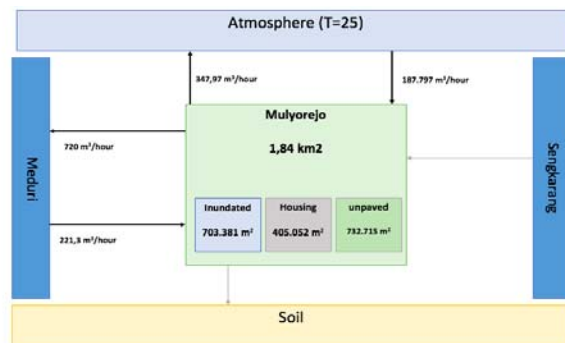 Atmosphere (T=25)
347,97 m³/hour
187.797 m³/hour
Mulyorejo
1,84 km2
720 m³/hour
Meduri
Sengkarang
Inundated
703.381 m²
Housing
405.052 m²
unpaved
732.715 m²
221,3 m³/hour
Soil